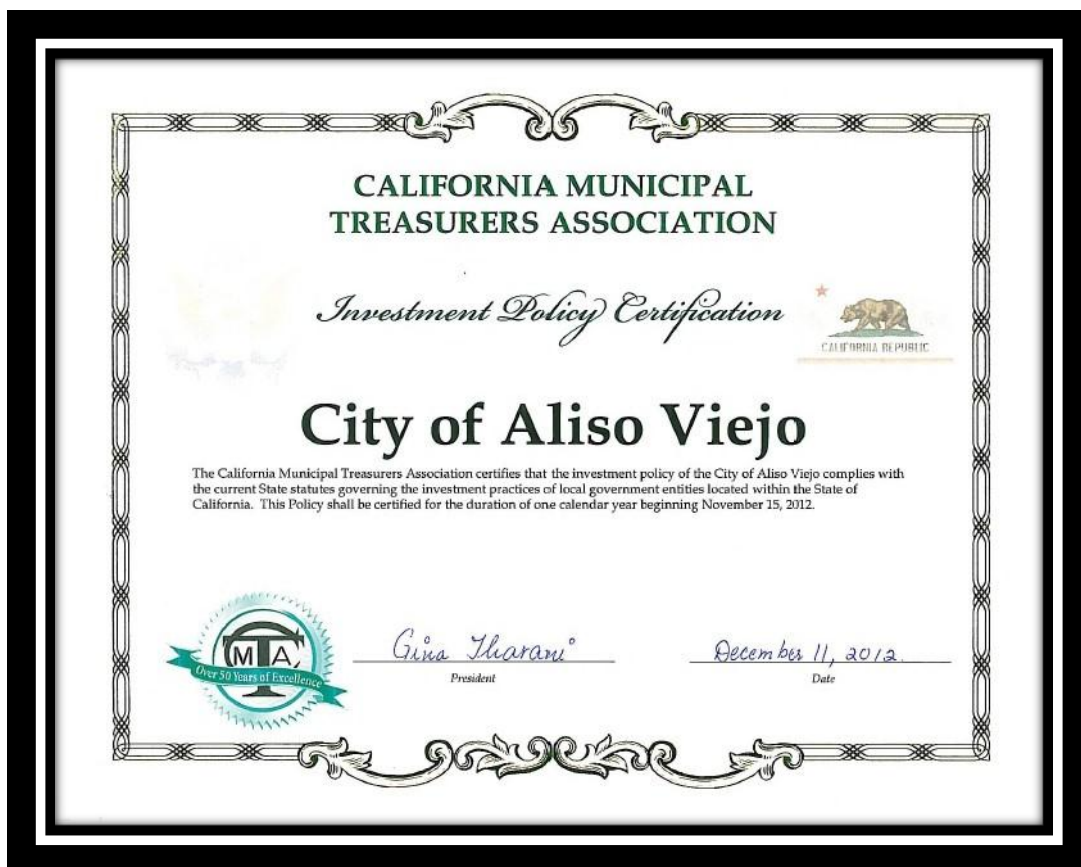 CALIFORNIA MUNICIPAL
TREASURERS ASSOCIATION
Investment Policy Certification
CALIFORNIA REPUBLIC
City of Aliso Viejo
The California Municipal Treasurers Association certifies that the investment policy of the City of Aliso Viejo complies with
the current State statutes governing the investment practices of local government entities located within the State of
California. This Policy shall be certified for the duration of one calendar year beginning November 15, 2012.
CMTA
Over 50 Years of Excellence
Gina Tharani
President
December 11, 2012.
Date